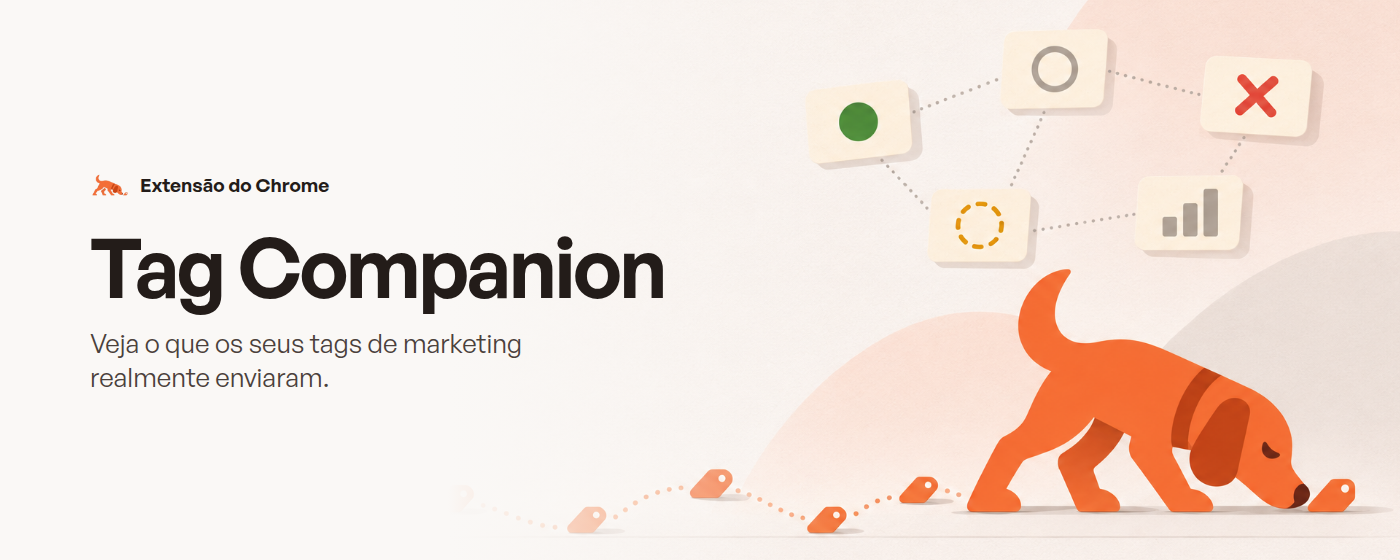 Extensão do Chrome
Tag Companion
Veja o que os seus tags de marketing
realmente enviaram.